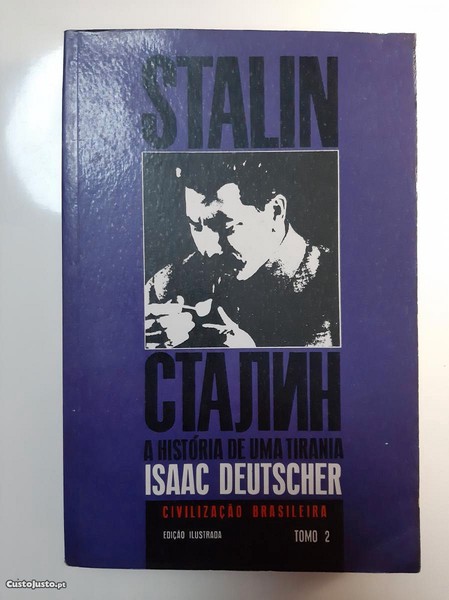 STALIN
СТАЛИН
A HISTÓRIA DE UMA TIRANIA
ISAAC DEUTSCHER
CIVILIZAÇÃO BRASILEIRA
EDIÇÃO ILUSTRADA TOMO 2
CustoJusto.pt